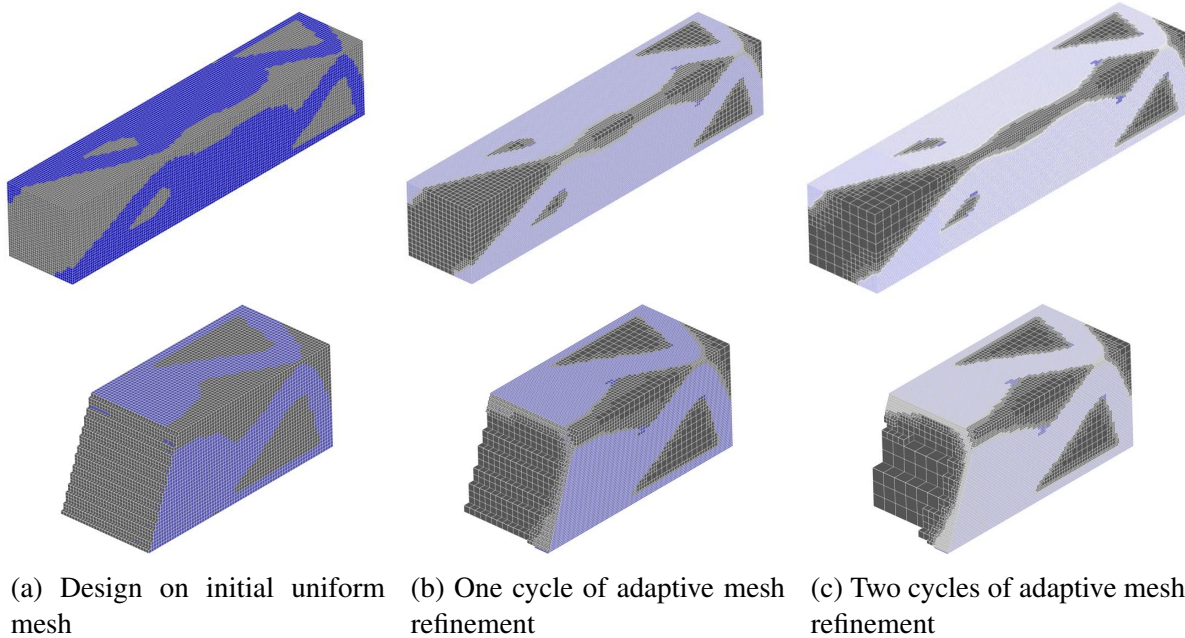 (a) Design on initial uniform
mesh
(b) One cycle of adaptive mesh
refinement
(c) Two cycles of adaptive mesh
refinement